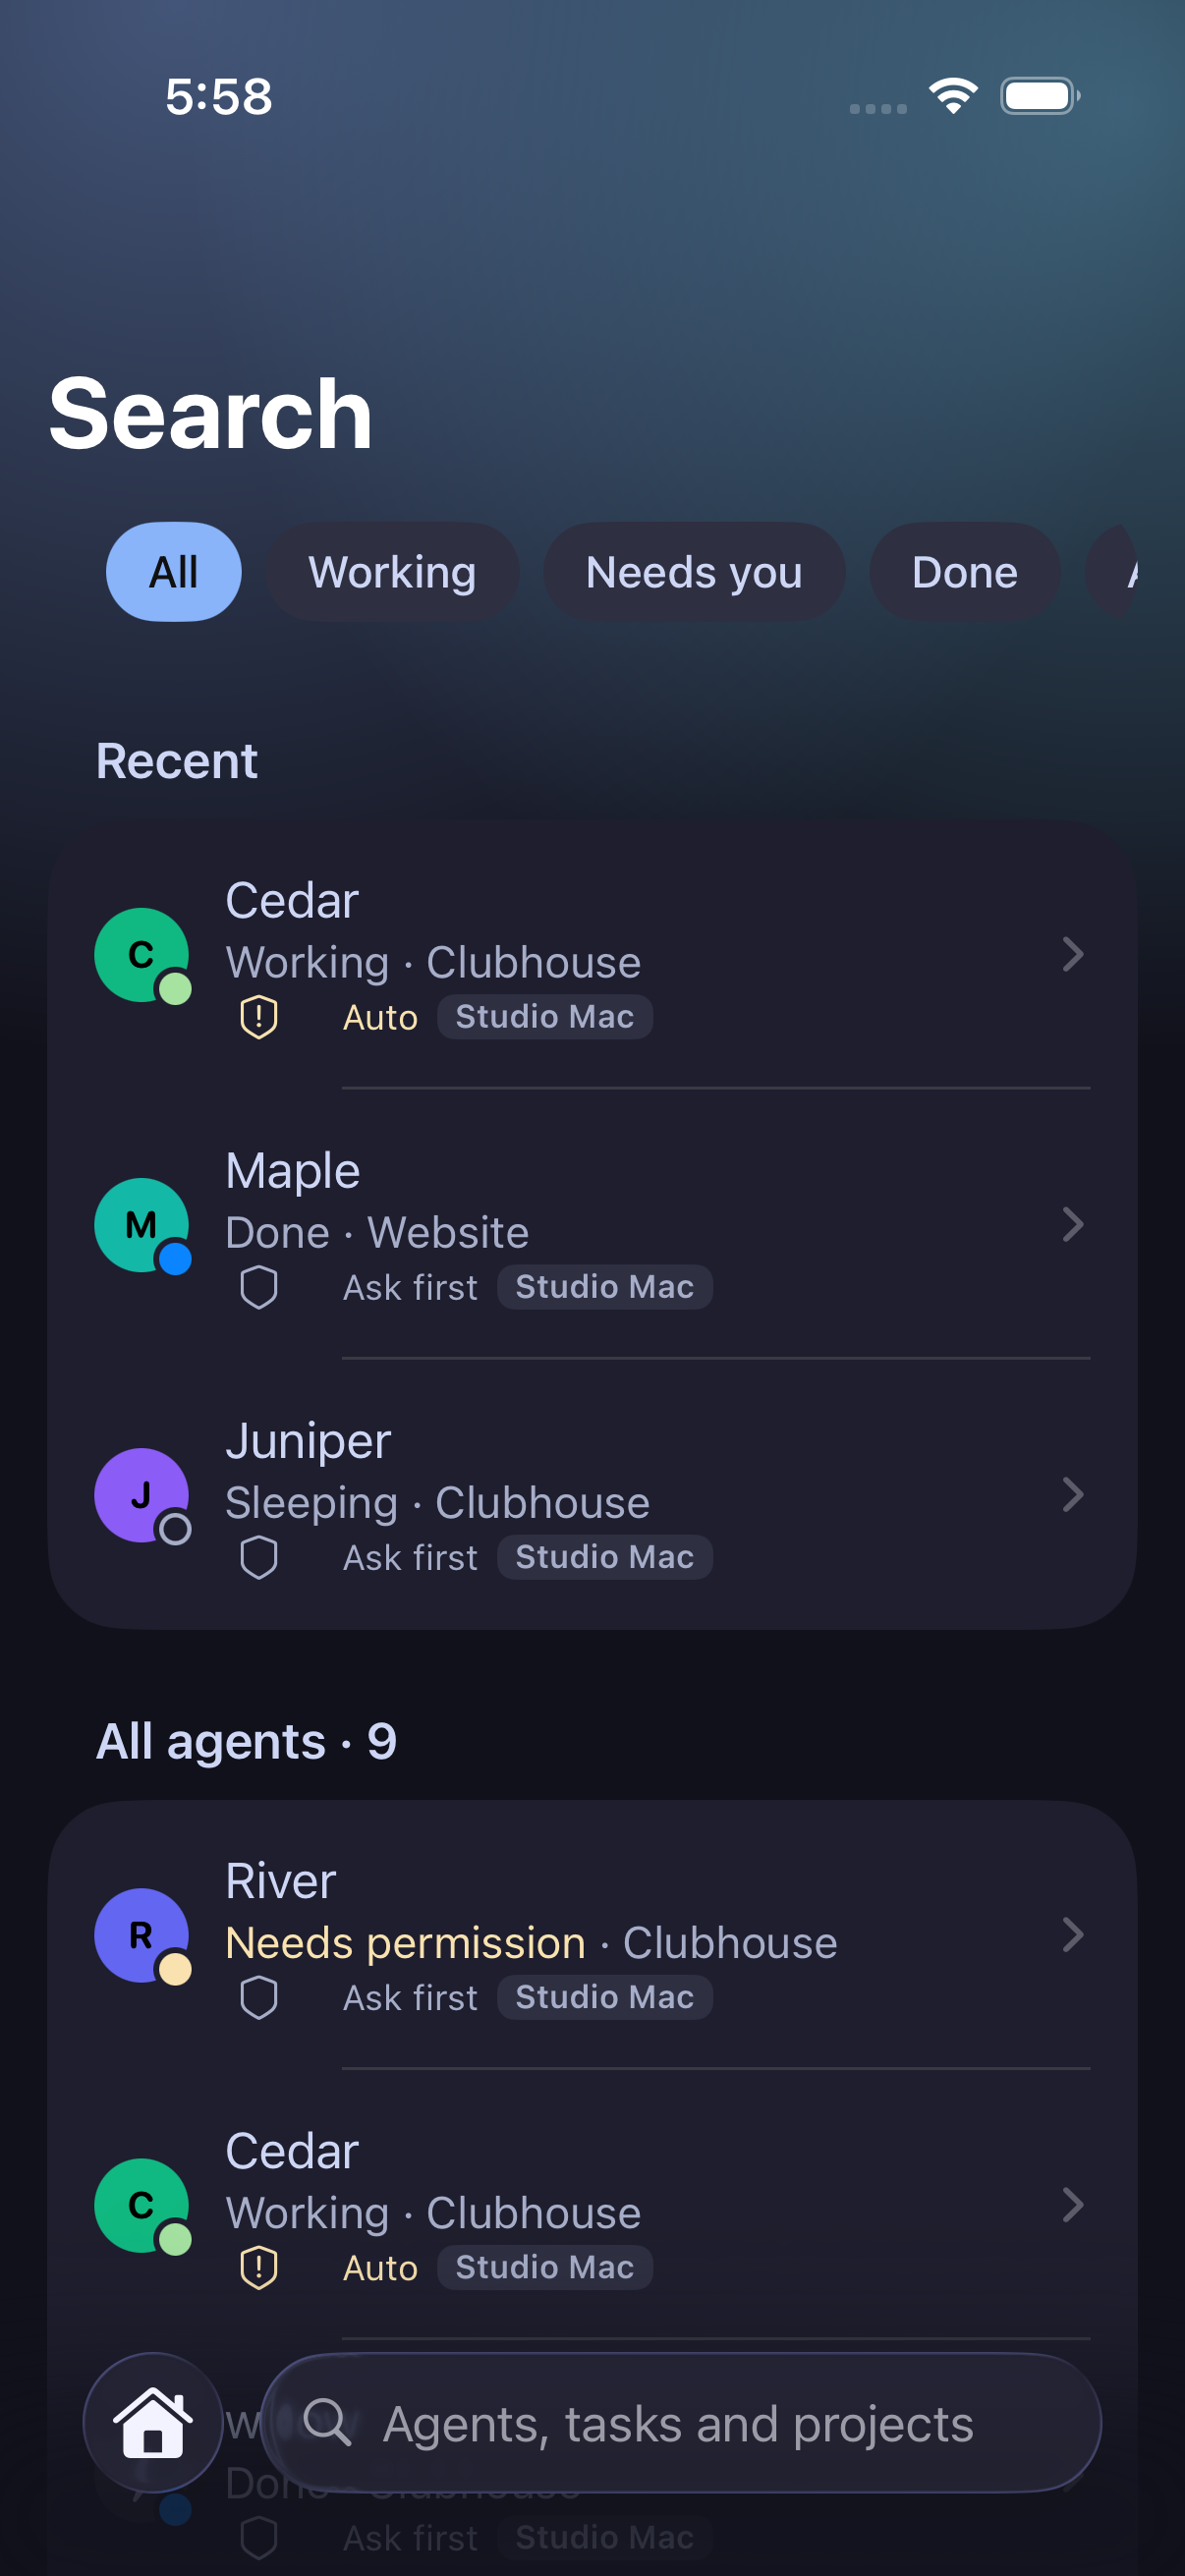 5:58
Search
All
Working
Needs you
Done
Recent
C
Cedar
Working · Clubhouse
Auto
Studio Mac
M
Maple
Done · Website
Ask first
Studio Mac
J
Juniper
Sleeping · Clubhouse
Ask first
Studio Mac
All agents · 9
R
River
Needs permission · Clubhouse
Ask first
Studio Mac
C
Cedar
Working · Clubhouse
Auto
Studio Mac
Agents, tasks and projects
Ask first
Studio Mac